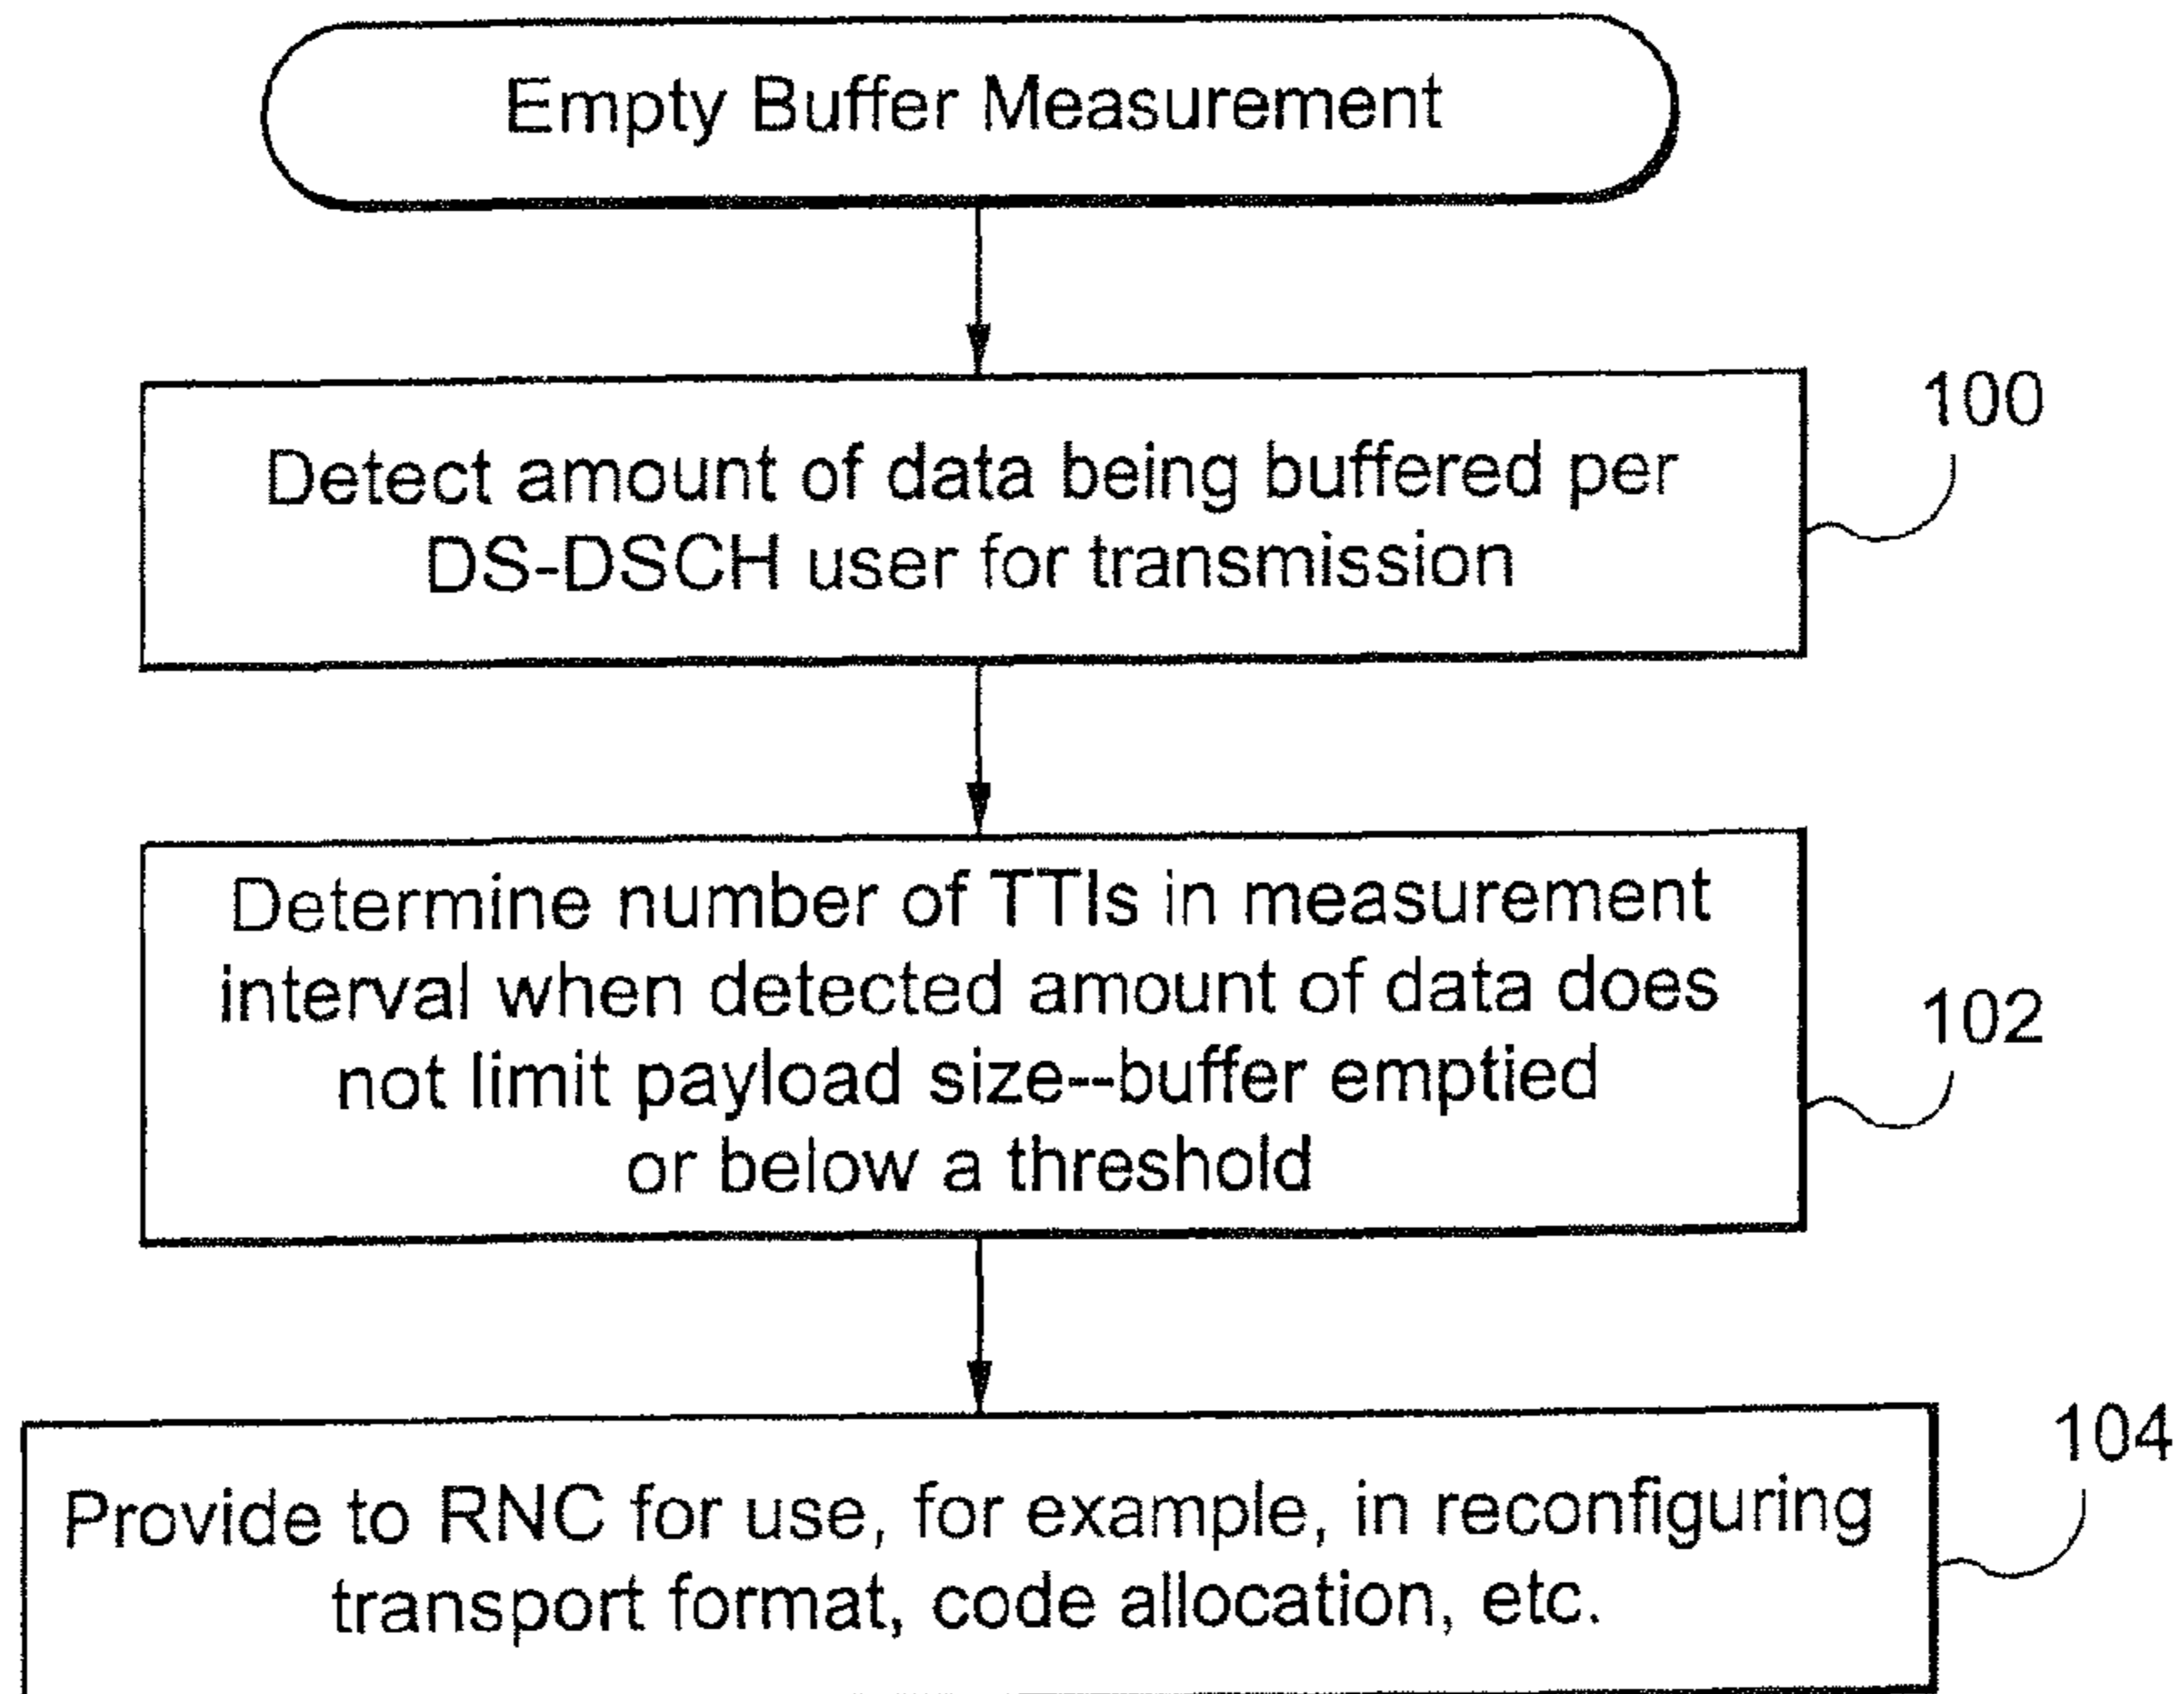 Empty Buffer Measurement
100
Detect amount of data being buffered per
DS-DSCH user for transmission
Determine number of TTIs in measurement
interval when detected amount of data does
102
not limit payload size--buffer emptied
or below a threshold
104
Provide to RNC for use, for example, in reconfiguring
transport format, code allocation, etc.